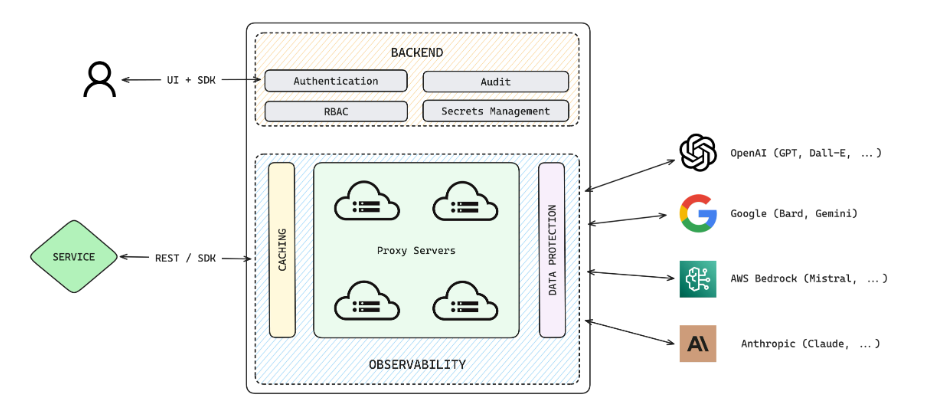 BACKEND
UI + SDK
Authentication
Audit
RBAC
Secrets Management
OpenAI (GPT, Dall-E, ...)
Google (Bard, Gemini)
AWS Bedrock (Mistral, ...)
Anthropic (Claude, ...)
SERVICE
REST / SDK
CACHING
Proxy Servers
DATA PROTECTION
OBSERVABILITY